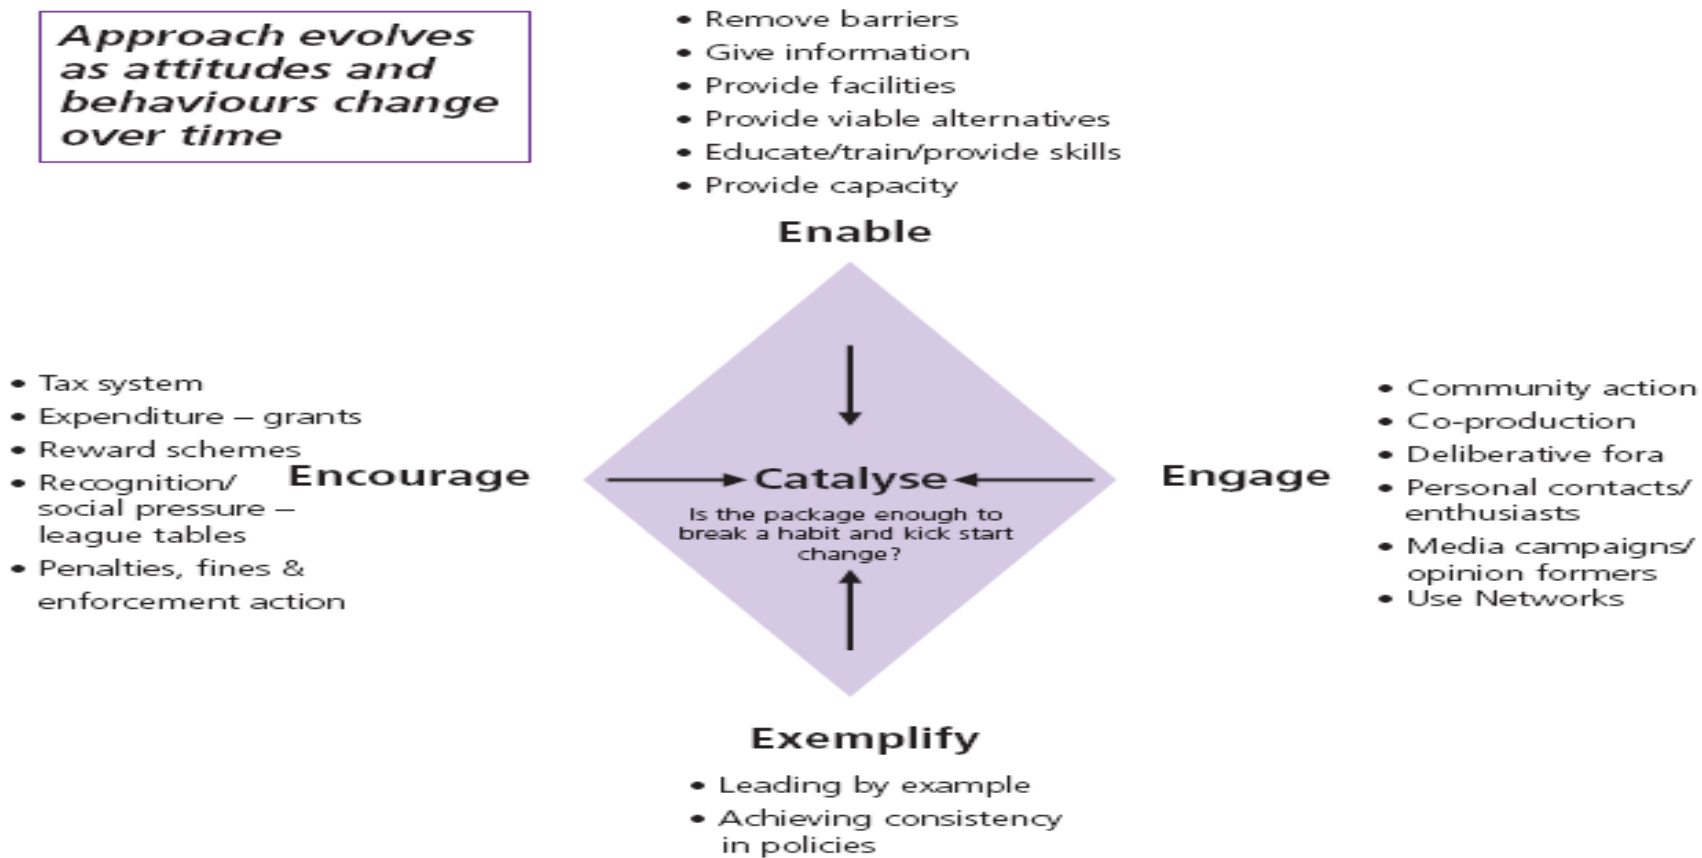 Approach evolves
as attitudes and
behaviours change
over time
• Remove barriers
• Give information
• Provide facilities
• Provide viable alternatives
• Educate/train/provide skills
• Provide capacity
Enable
• Tax system
• Expenditure – grants
• Reward schemes
• Recognition/
social pressure –
league tables
• Penalties, fines &
enforcement action
Encourage
Catalyse
Is the package enough to
break a habit and kick start
change?
Engage
• Community action
• Co-production
• Deliberative fora
• Personal contacts/
enthusiasts
• Media campaigns/
opinion formers
• Use Networks
Exemplify
• Leading by example
• Achieving consistency
in policies